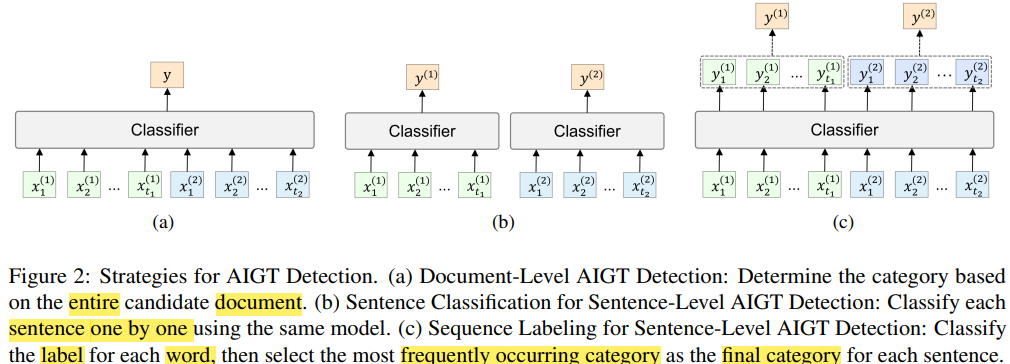 y^{(1)} y^{(2)}
y y^{(1)} y^{(2)} y_1^{(1)} y_2^{(1)} ... y_{t_1}^{(1)} y_1^{(2)} y_2^{(2)} ... y_{t_2}^{(2)}
Classifier Classifier Classifier Classifier
x_1^{(1)} x_2^{(1)} ... x_{t_1}^{(1)} x_1^{(2)} x_2^{(2)} ... x_{t_2}^{(2)} x_1^{(1)} x_2^{(1)} ... x_{t_1}^{(1)} x_1^{(2)} x_2^{(2)} ... x_{t_2}^{(2)} x_1^{(1)} x_2^{(1)} ... x_{t_1}^{(1)} x_1^{(2)} x_2^{(2)} ... x_{t_2}^{(2)}
(a) (b) (c)
Figure 2: Strategies for AIGT Detection. (a) Document-Level AIGT Detection: Determine the category based
on the entire candidate document. (b) Sentence Classification for Sentence-Level AIGT Detection: Classify each
sentence one by one using the same model. (c) Sequence Labeling for Sentence-Level AIGT Detection: Classify
the label for each word, then select the most frequently occurring category as the final category for each sentence.